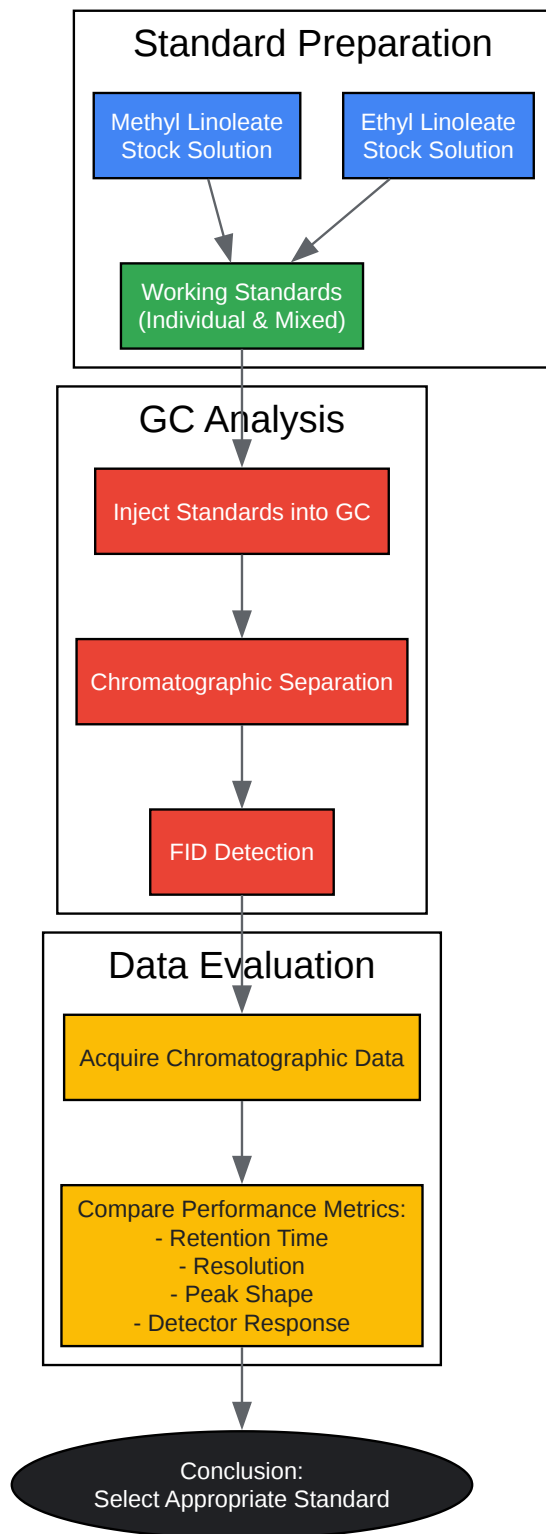 Standard Preparation
Methyl Linoleate
Stock Solution
Ethyl Linoleate
Stock Solution
Working Standards
(Individual & Mixed)
GC Analysis
Inject Standards into GC
Chromatographic Separation
FID Detection
Data Evaluation
Acquire Chromatographic Data
Compare Performance Metrics:
- Retention Time
- Resolution
- Peak Shape
- Detector Response
Conclusion:
Select Appropriate Standard